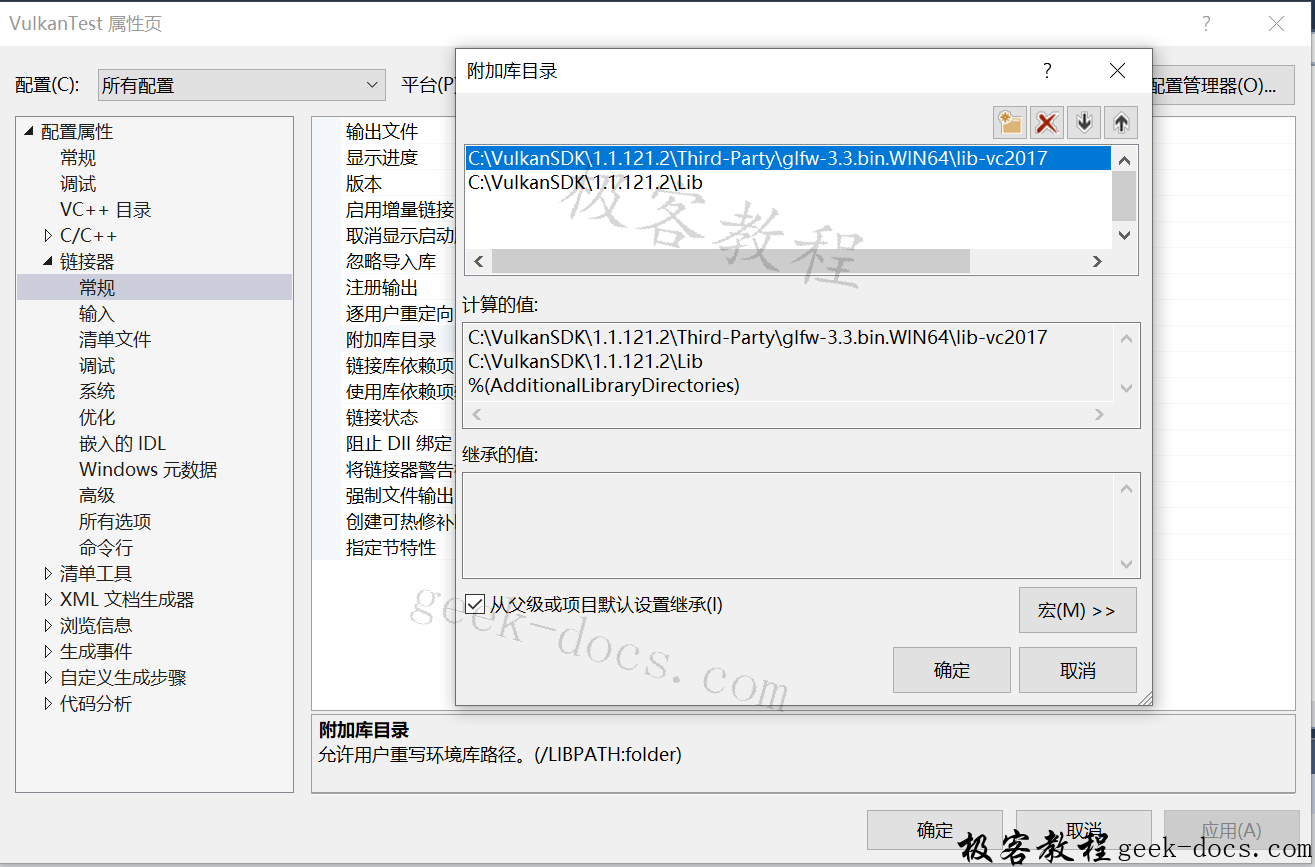 VulkanTest 属性页
配置(C):
所有配置
平台(P
配置管理器(O)...
配置属性
常规
调试
VC++ 目录
C/C++
链接器
常规
输入
清单文件
调试
系统
优化
嵌入的 IDL
Windows 元数据
高级
所有选项
命令行
清单工具
XML 文档生成器
浏览信息
生成事件
自定义生成步骤
代码分析
输出文件
显示进度
版本
启用增量链接
取消显示启动
忽略导入库
注册输出
逐用户重定向
附加库目录
链接库依赖项
使用库依赖项
链接状态
阻止 Dll 绑定
将链接器警告
强制文件输出
创建可热修补
指定节特性
附加库目录
C:\VulkanSDK\1.1.121.2\Third-Party\glfw-3.3.bin.WIN64\lib-vc2017
C:\VulkanSDK\1.1.121.2\Lib
计算的值:
C:\VulkanSDK\1.1.121.2\Third-Party\glfw-3.3.bin.WIN64\lib-vc2017
C:\VulkanSDK\1.1.121.2\Lib
%(AdditionalLibraryDirectories)
继承的值:
从父级或项目默认设置继承(I)
宏(M) >>
确定
取消
附加库目录
允许用户重写环境库路径。(/LIBPATH:folder)
确定
取消
应用(A)
极客教程
geek-docs.com
极客教程geek-docs.com